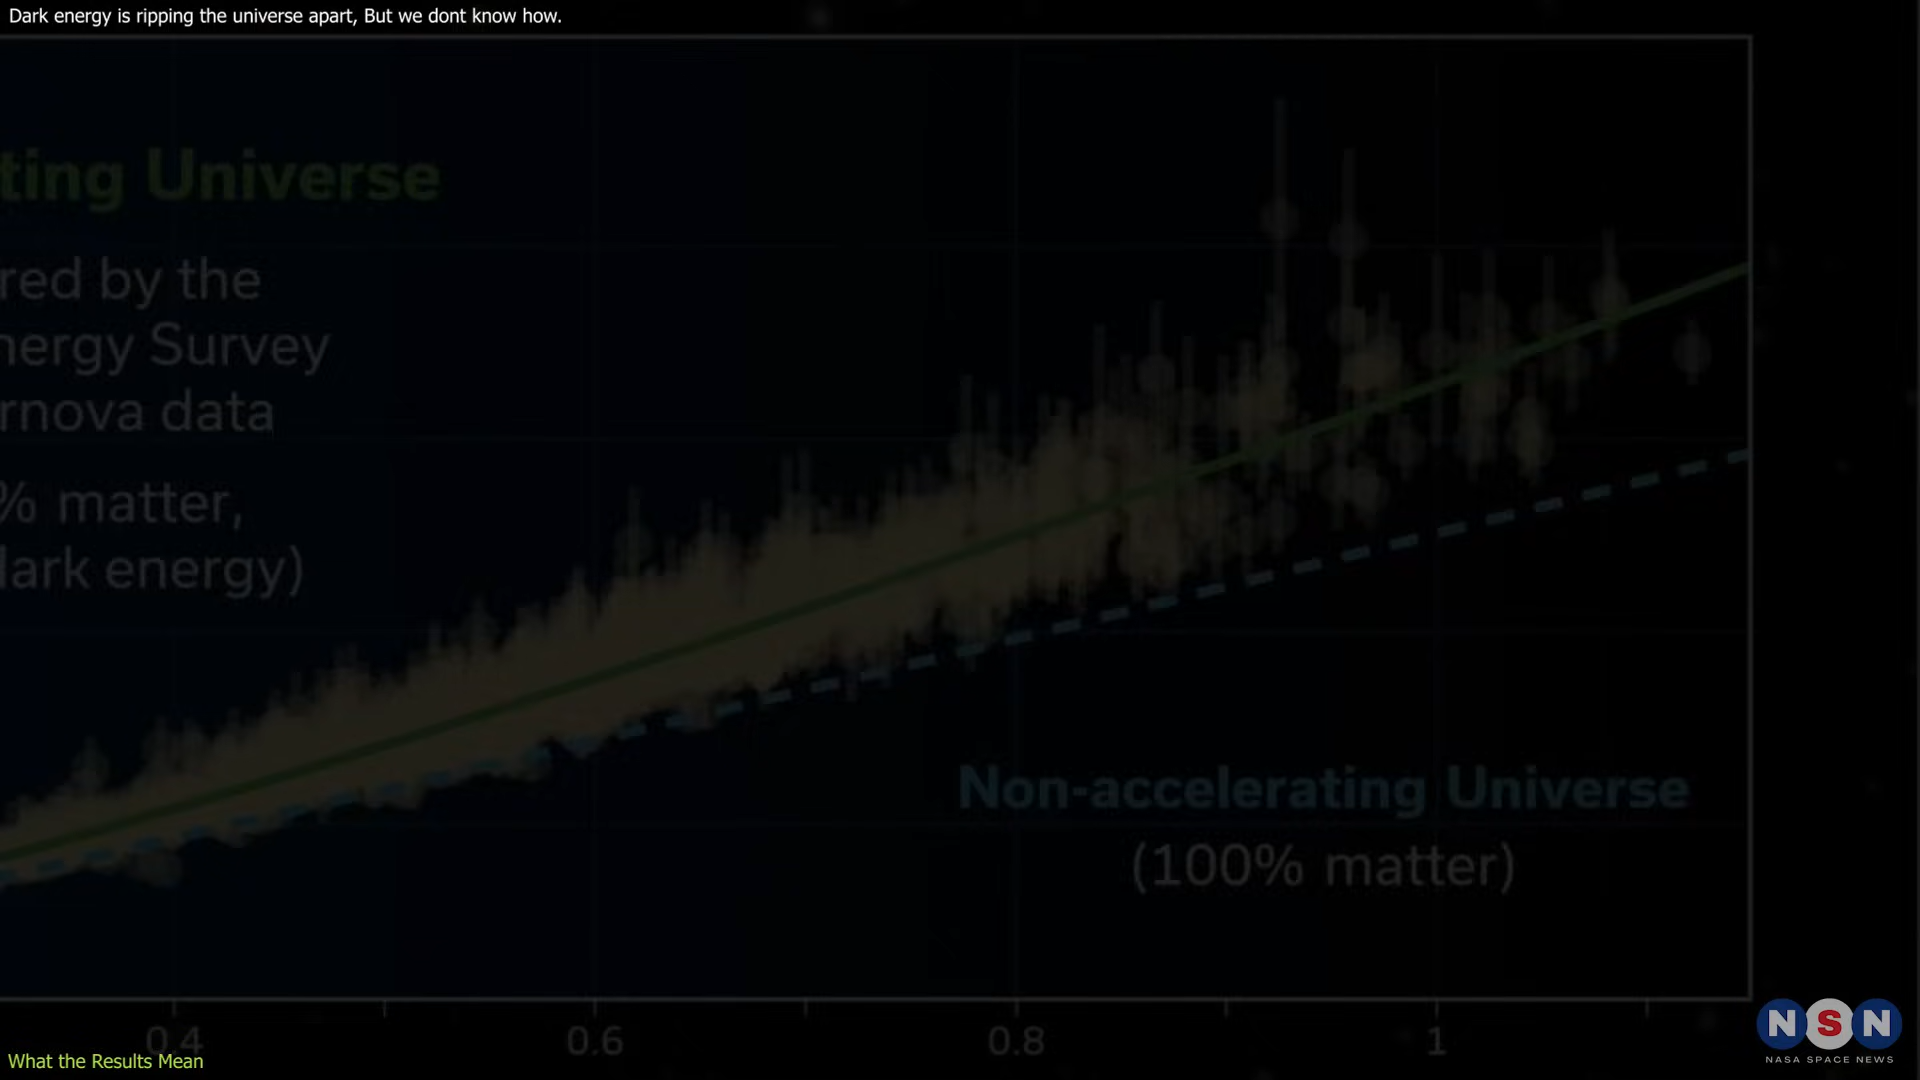 Dark energy is ripping the universe apart, But we dont know how.
ting Universe
red by the
nergy Survey
rnova data
% matter,
lark energy)
Non-accelerating Universe
(100% matter)
0.4
0.6
0.8
1
What the Results Mean
NSN
NASA SPACE NEWS